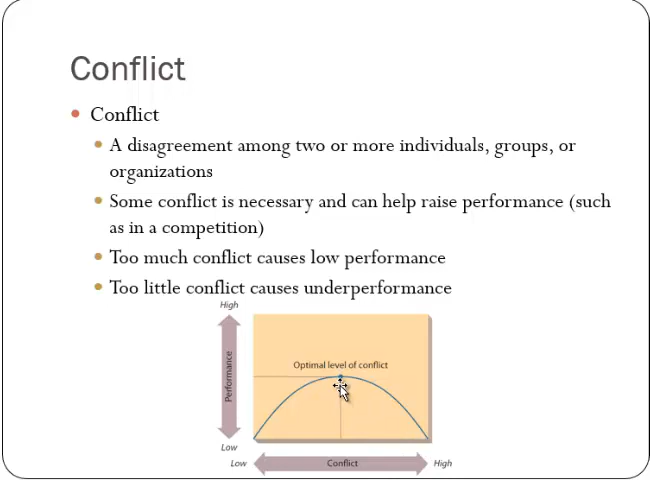 Conflict
Conflict
A disagreement among two or more individuals, groups, or
organizations
Some conflict is necessary and can help raise performance (such
as in a competition)
Too much conflict causes low performance
Too little conflict causes underperformance
High
Optimal level of conflict
Performance
Low
Low
Conflict
High